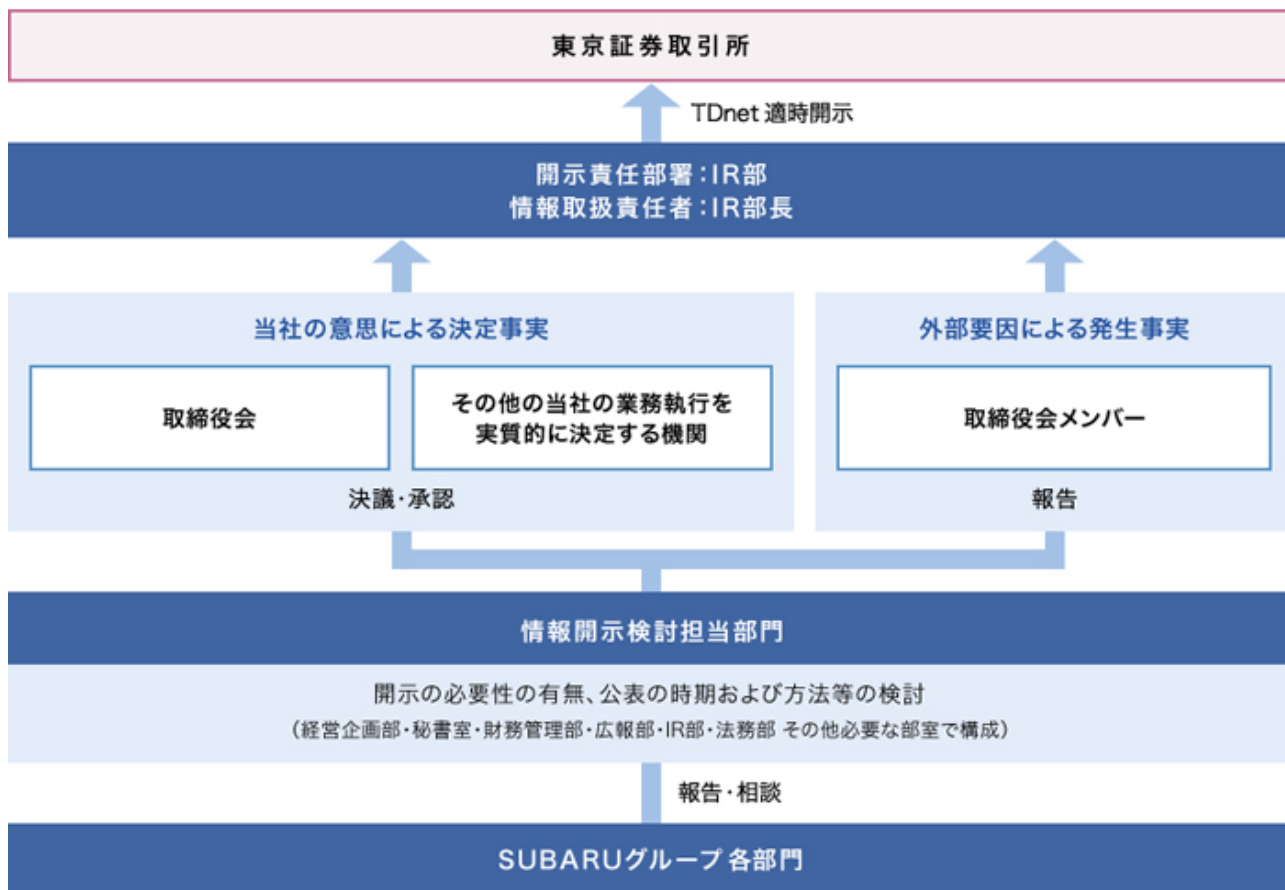 東京証券取引所
TDnet 適時開示
開示責任部署：IR部
情報取扱責任者：IR部長
当社の意思による決定事実
取締役会
その他の当社の業務執行を
実質的に決定する機関
決議・承認
外部要因による発生事実
取締役会メンバー
報告
情報開示検討担当部門
開示の必要性の有無、公表の時期および方法等の検討
（経営企画部・秘書室・財務管理部・広報部・IR部・法務部 その他必要な部室で構成）
報告・相談
SUBARUグループ 各部門